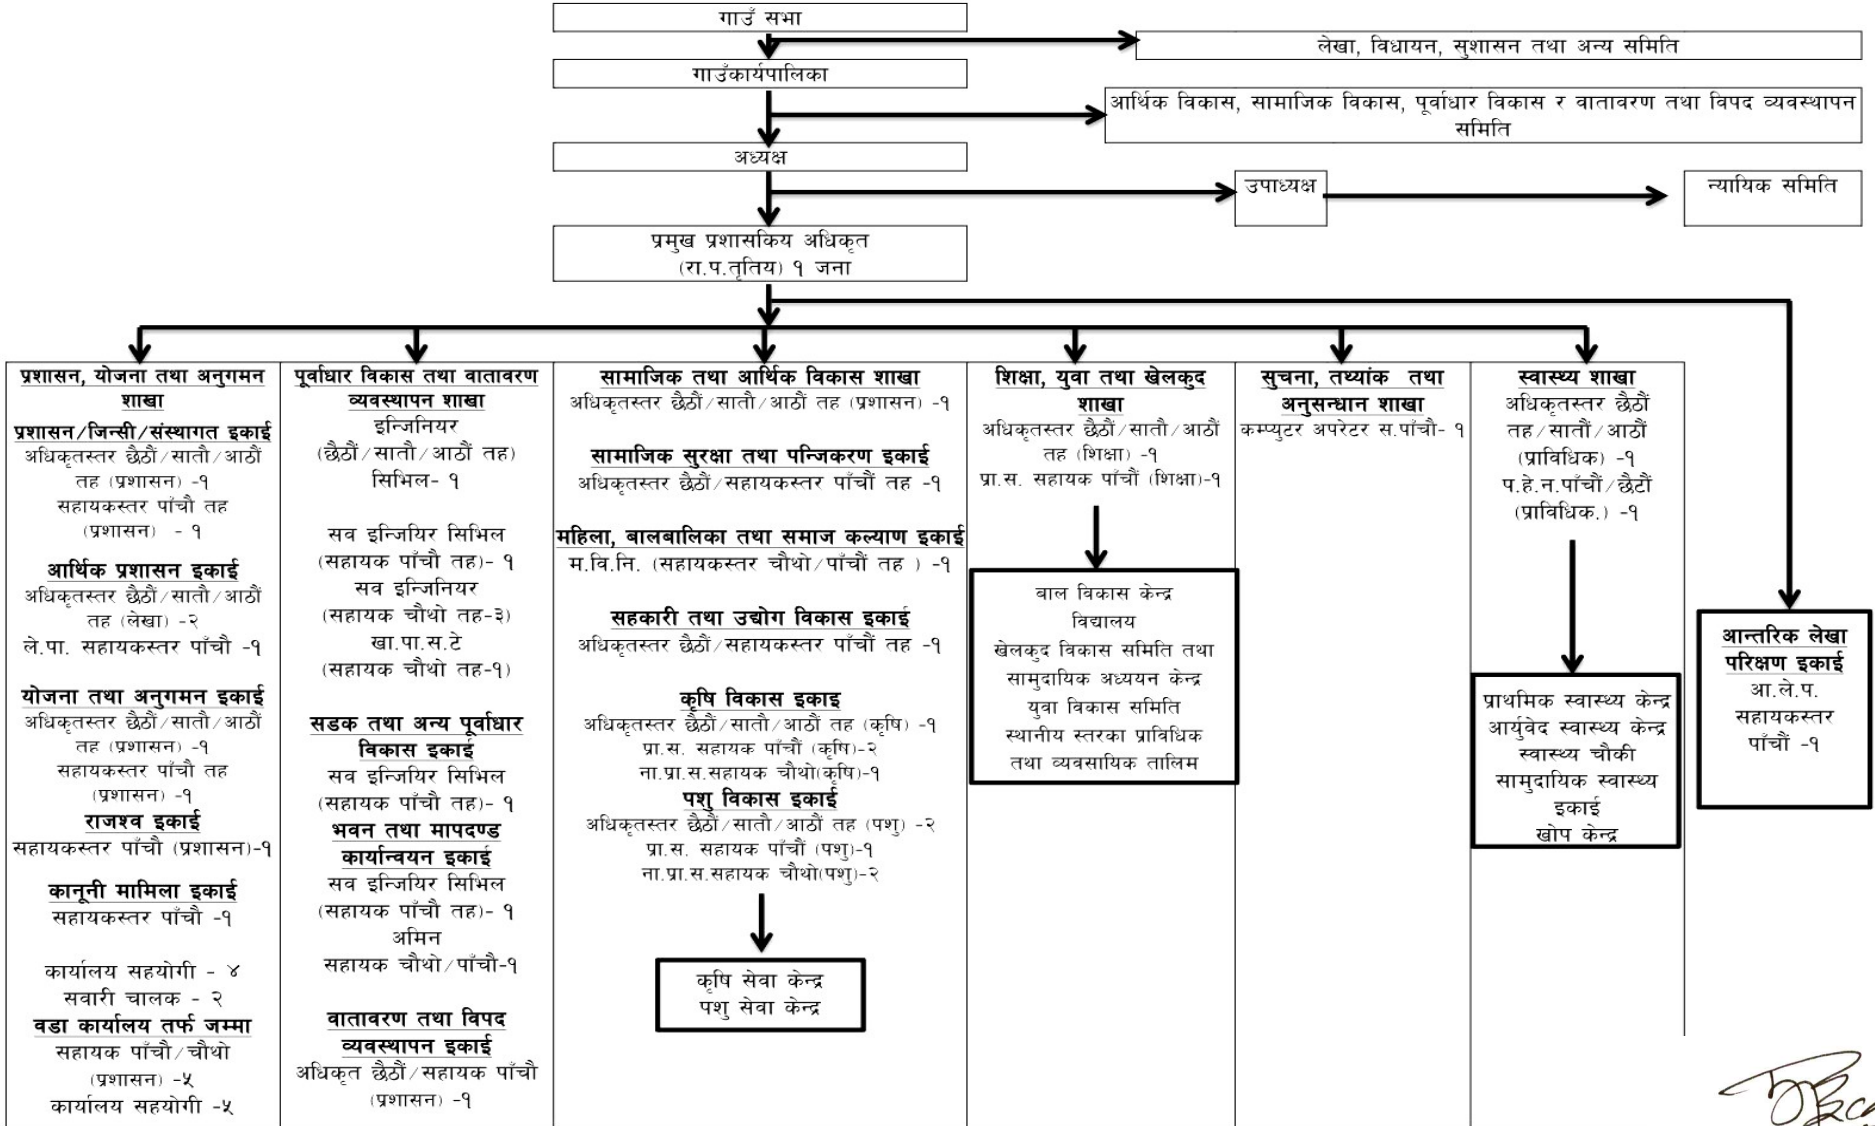 गाउँ सभा
लेखा, विधायन, सुशासन तथा अन्य समिति
गाउँकार्यपालिका
आर्थिक विकास, सामाजिक विकास, पूर्वाधार विकास र वातावरण तथा विपद व्यवस्थापन
समिति
अध्यक्ष
उपाध्यक्ष
न्यायिक समिति
प्रमुख प्रशासकिय अधिकृत
(रा.प.तृतिय) १ जना
प्रशासन, योजना तथा अनुगमन
शाखा
प्रशासन/जिन्सी/संस्थागत इकाई
अधिकृतस्तर छैठौं/सातौ/आठौं
तह (प्रशासन) -१
सहायकस्तर पाँचौ तह
(प्रशासन) - १
आर्थिक प्रशासन इकाई
अधिकृतस्तर छैठौं/सातौ/आठौं
तह (लेखा) -२
ले.पा. सहायकस्तर पाँचौ -१
योजना तथा अनुगमन इकाई
अधिकृतस्तर छैठौं/सातौ/आठौं
तह (प्रशासन) -१
सहायकस्तर पाँचौ तह
(प्रशासन) -१
राजश्व इकाई
सहायकस्तर पाँचौ (प्रशासन)-१
कानूनी मामिला इकाई
सहायकस्तर पाँचौ -१
कार्यालय सहयोगी - ४
सवारी चालक - २
वडा कार्यालय तर्फ जम्मा
सहायक पाँचौ/चौथो
(प्रशासन) -५
कार्यालय सहयोगी -५
पूर्वाधार विकास तथा वातावरण
व्यवस्थापन शाखा
इन्जिनियर
(छैठौं/सातौ/आठौं तह)
सिभिल- १
सव इन्जियिर सिभिल
(सहायक पाँचौ तह)- १
सव इन्जिनियर
(सहायक चौथो तह-३)
खा.पा.स.टे
(सहायक चौथो तह-१)
सडक तथा अन्य पूर्वाधार
विकास इकाई
सव इन्जियिर सिभिल
(सहायक पाँचौ तह)- १
भवन तथा मापदण्ड
कार्यान्वयन इकाई
सव इन्जियिर सिभिल
(सहायक पाँचौ तह)- १
अमिन
सहायक चौथो/पाँचौ-१
वातावरण तथा विपद
व्यवस्थापन इकाई
अधिकृत छैठौं/सहायक पाँचौ
(प्रशासन) -१
सामाजिक तथा आर्थिक विकास शाखा
अधिकृतस्तर छैठौं/सातौ/आठौं तह (प्रशासन) -१
सामाजिक सुरक्षा तथा पन्जिकरण इकाई
अधिकृतस्तर छैठौं/सहायकस्तर पाँचौं तह -१
महिला, बालबालिका तथा समाज कल्याण इकाई
म.वि.नि. (सहायकस्तर चौथो/पाँचौं तह ) -१
सहकारी तथा उद्योग विकास इकाई
अधिकृतस्तर छैठौं/सहायकस्तर पाँचौं तह -१
कृषि विकास इकाइ
अधिकृतस्तर छैठौं/सातौ/आठौं तह (कृषि) -१
प्रा.स. सहायक पाँचौं (कृषि)-२
ना.प्रा.स.सहायक चौथो(कृषि)-१
पशु विकास इकाई
अधिकृतस्तर छैठौं/सातौ/आठौं तह (पशु) -२
प्रा.स. सहायक पाँचौं (पशु)-१
ना.प्रा.स.सहायक चौथो(पशु)-२
कृषि सेवा केन्द्र
पशु सेवा केन्द्र
शिक्षा, युवा तथा खेलकुद
शाखा
अधिकृतस्तर छैठौं/सातौ/आठौं
तह (शिक्षा) -१
प्रा.स. सहायक पाँचौं (शिक्षा)-१
बाल विकास केन्द्र
विद्यालय
खेलकुद विकास समिति तथा
सामुदायिक अध्ययन केन्द्र
युवा विकास समिति
स्थानीय स्तरका प्राविधिक
तथा व्यवसायिक तालिम
सुचना, तथ्यांक तथा
अनुसन्धान शाखा
कम्प्युटर अपरेटर स.पाँचौ- १
स्वास्थ्य शाखा
अधिकृतस्तर छैठौं
तह/सातौं/आठौं
(प्राविधिक) -१
प.हे.न.पाँचौं/छैटौं
(प्राविधिक.) -१
प्राथमिक स्वास्थ्य केन्द्र
आर्युवेद स्वास्थ्य केन्द्र
स्वास्थ्य चौकी
सामुदायिक स्वास्थ्य
इकाई
खोप केन्द्र
आन्तरिक लेखा
परिक्षण इकाई
आ.ले.प.
सहायकस्तर
पाँचौं -१